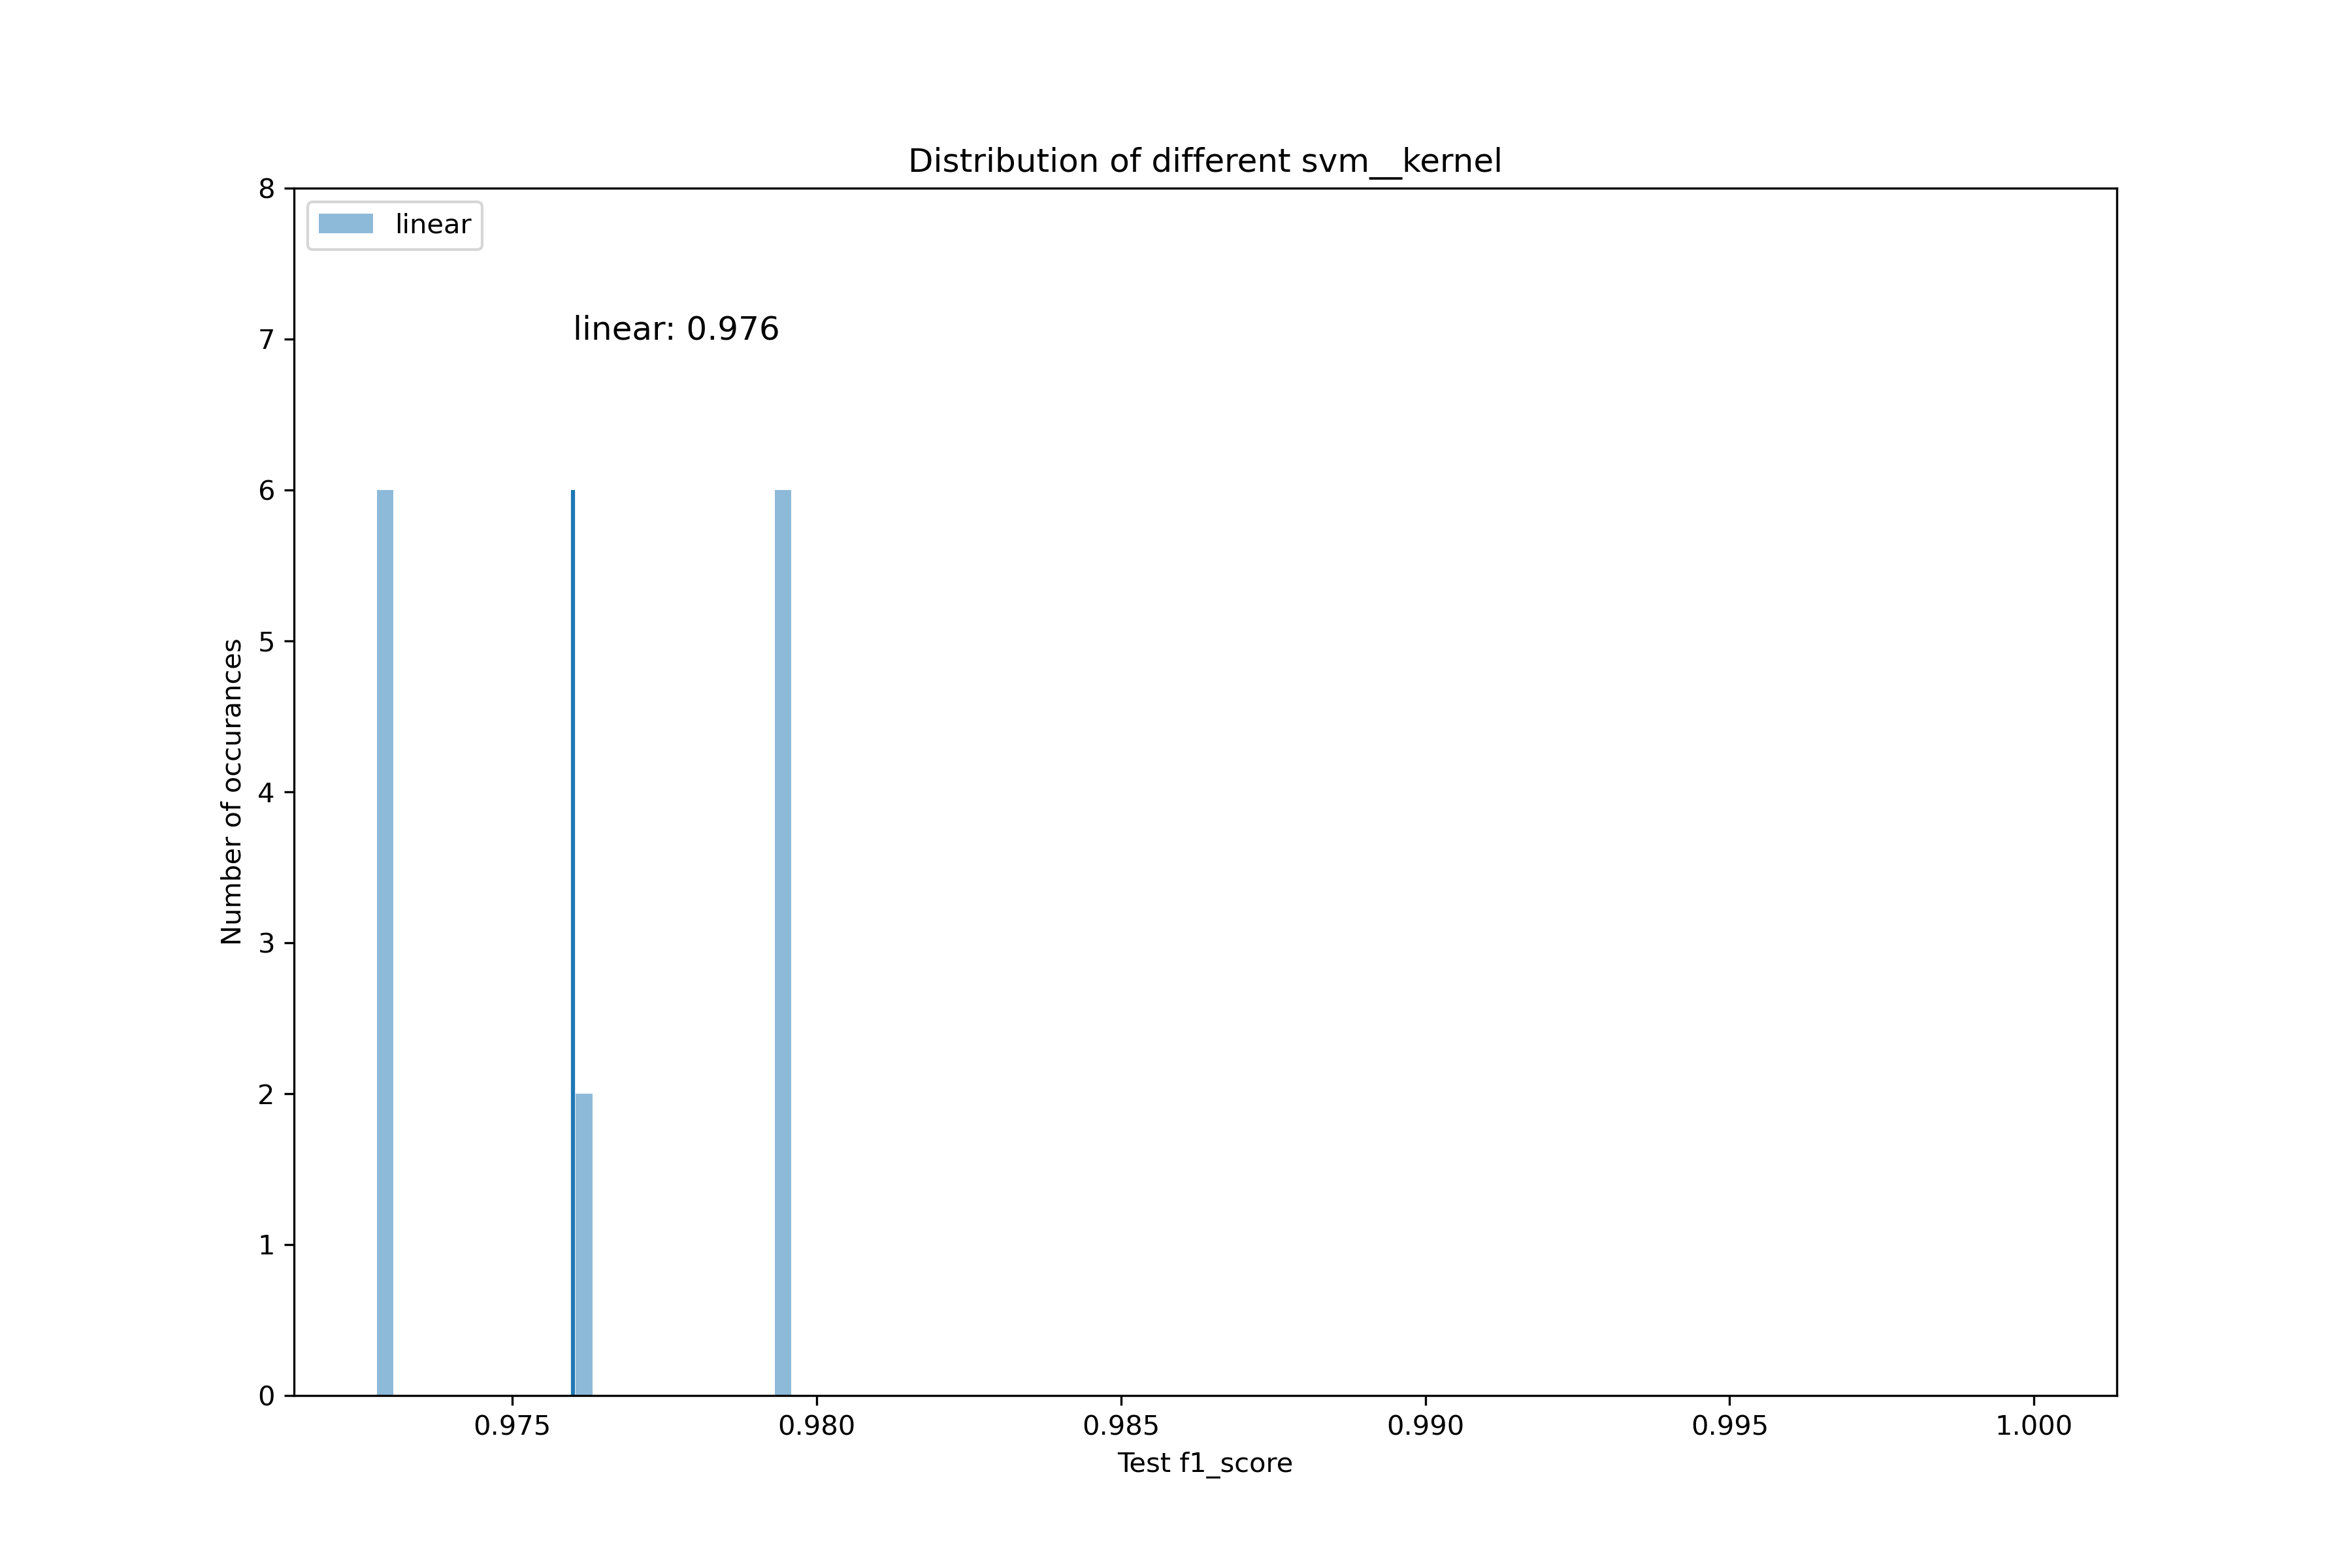 Distribution of different svm__kernel
8
7
6
5
4
3
2
1
0
Number of occurances
linear
linear: 0.976
0.975 0.980 0.985 0.990 0.995 1.000
Test f1_score